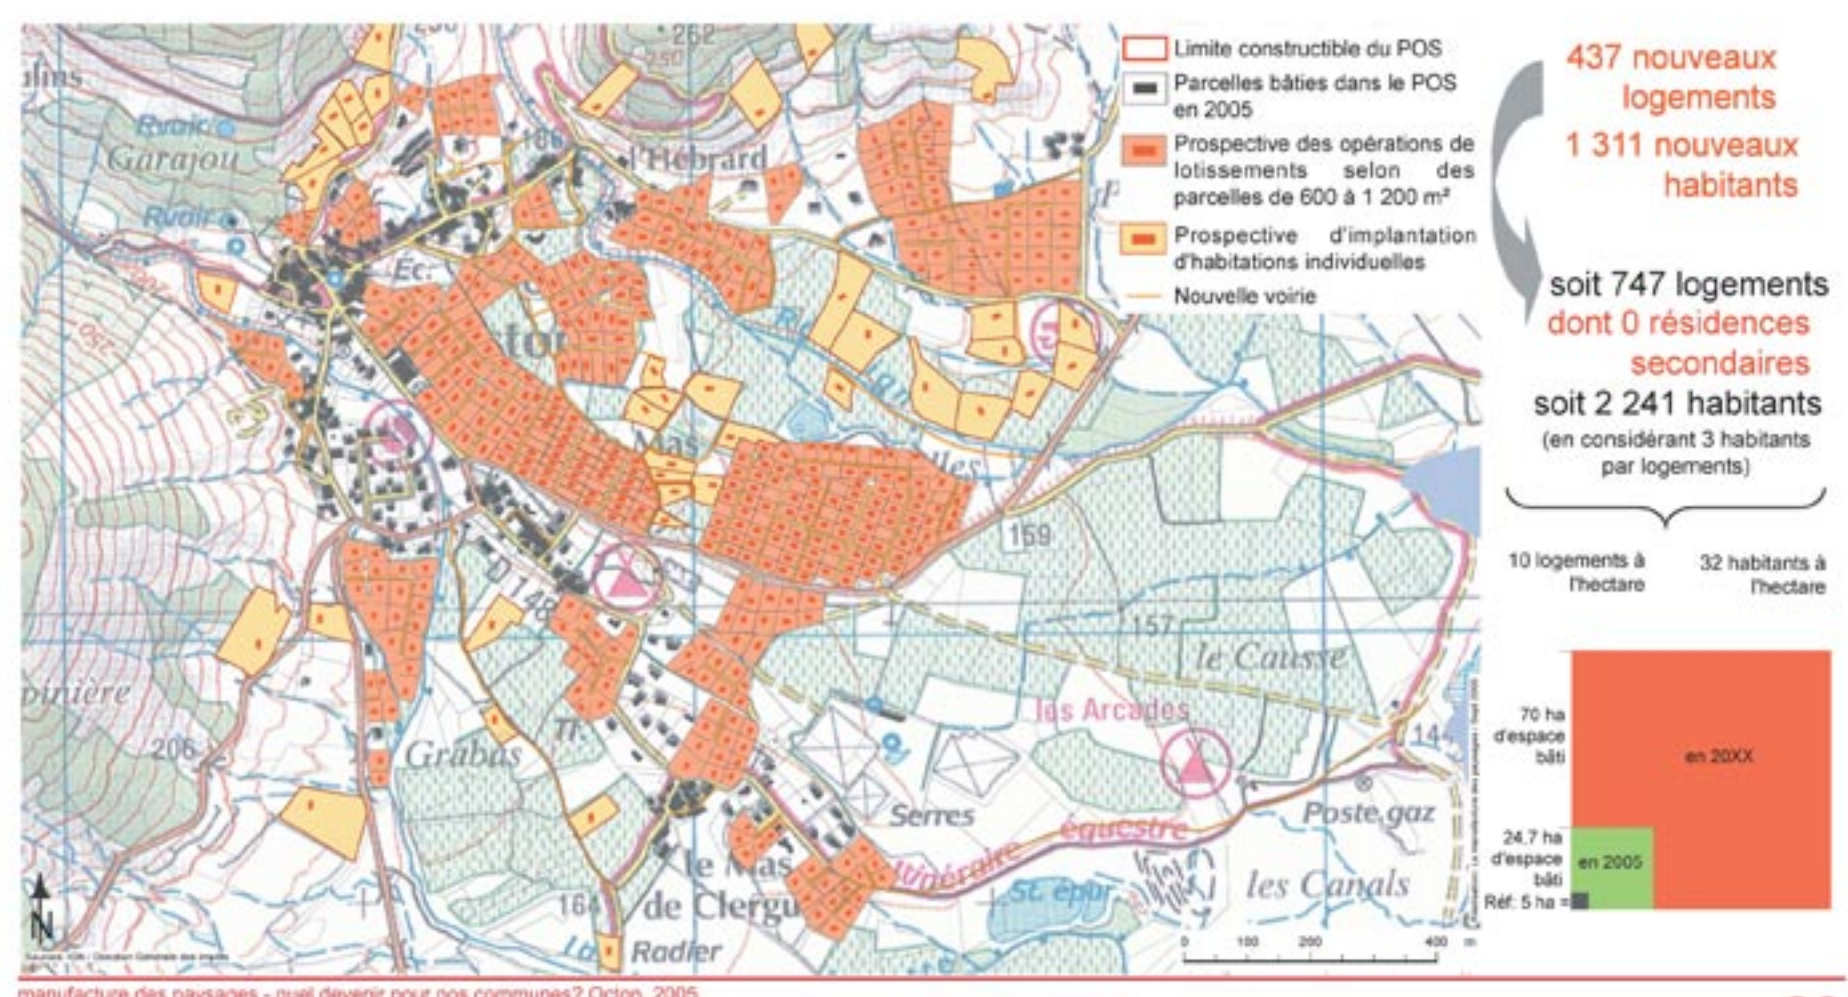 Limite constructible du POS
Parcelles bâties dans le POS
en 2005
Prospective des opérations de
lotissements selon des
parcelles de 600 à 1 200 m²
Prospective d'implantation
d'habitations individuelles
Nouvelle voirie
437 nouveaux
logements
1 311 nouveaux
habitants
soit 747 logements
dont 0 résidences
secondaires
soit 2 241 habitants
(en considérant 3 habitants
par logements)
10 logements à
l'hectare
32 habitants à
l'hectare
70 ha
d'espace
bâti
en 20XX
24.7 ha
d'espace
bâti
en 2005
Réf: 5 ha =
262
250
Garajou
186
l'Hébrard
Éc.
250
Mas
159
D 148
157
le Causse
pinière
206
Grabas
les Arcades
144
Serres
Poste gaz
Itinéraire équestre
le Mas
de Clergu
164
St. épur
les Canals
Radier
N
0 100 200 400 m
manufacture des paysages - quel devenir pour nos communes? Octon, 2005